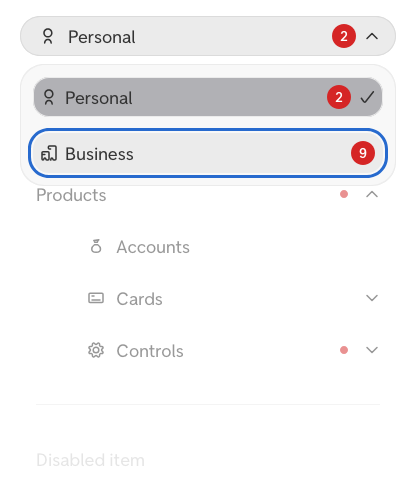 Personal 2
Personal 2
Business 9
Products
Accounts
Cards
Controls
Disabled item